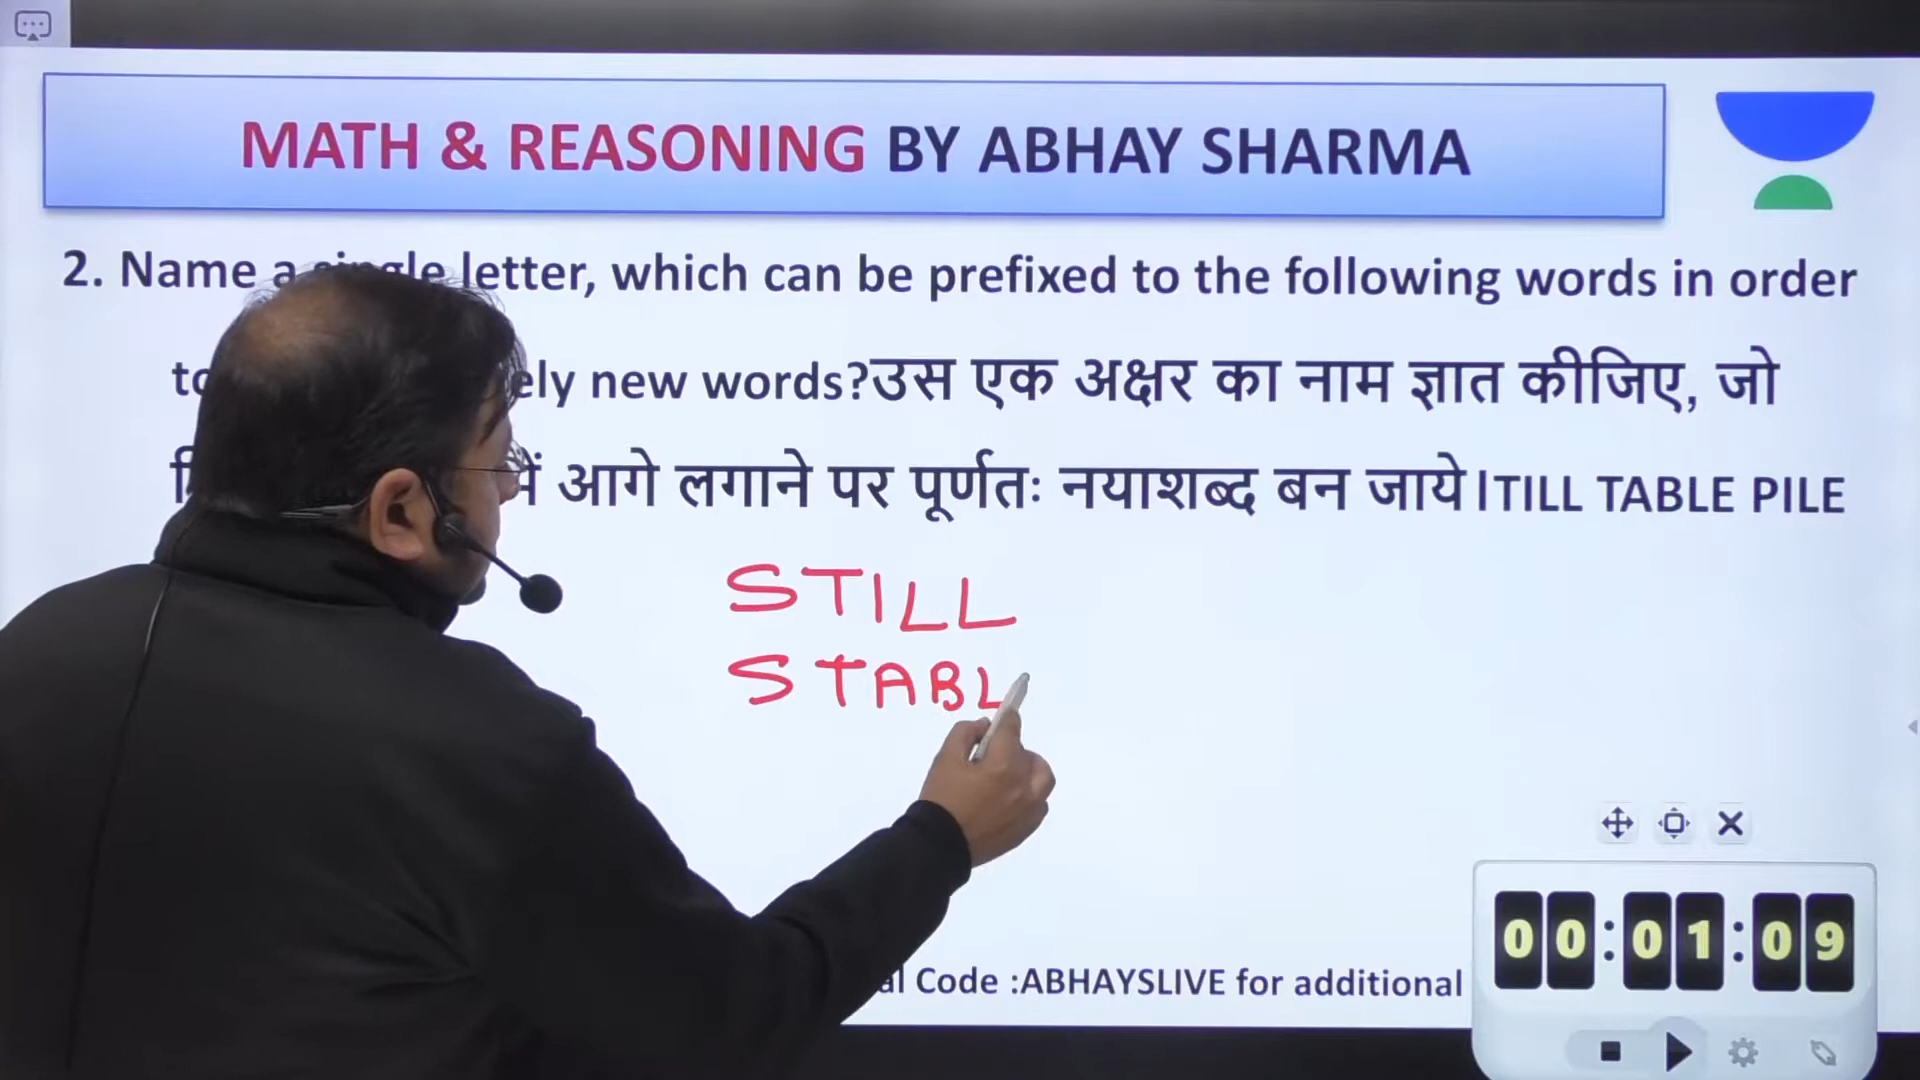 MATH & REASONING BY ABHAY SHARMA
2. Name a single letter, which can be prefixed to the following words in order
new words?उस एक अक्षर का नाम ज्ञात कीजिए, जो
में आगे लगाने पर पूर्णतः नयाशब्द बन जाये।TILL TABLE PILE
STILL
STABL
Code :ABHAYSLIVE for additional
00:01:09